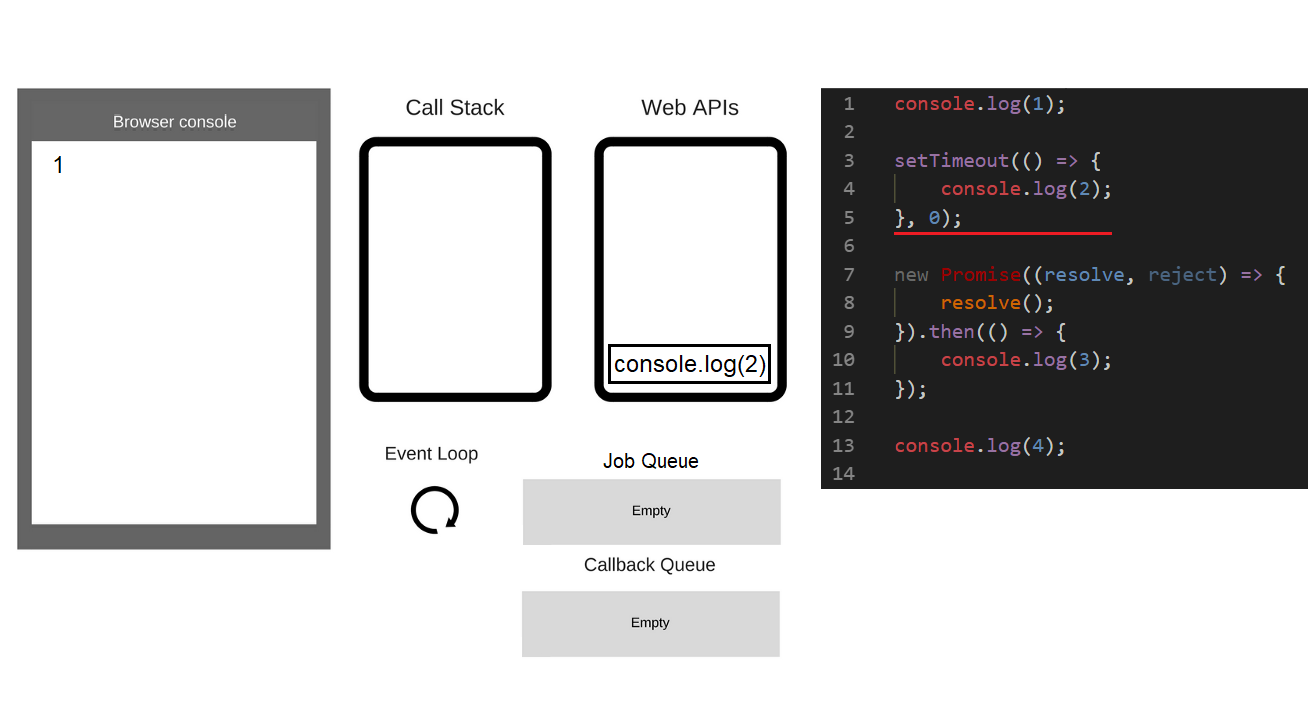 Browser console
1
Call Stack
Web APIs
console.log(2)
Event Loop
Job Queue
Empty
Callback Queue
Empty
1 console.log(1);
2
3 setTimeout(() => {
4     console.log(2);
5 }, 0);
6
7 new Promise((resolve, reject) => {
8     resolve();
9 }).then(() => {
10     console.log(3);
11 });
12
13 console.log(4);
14